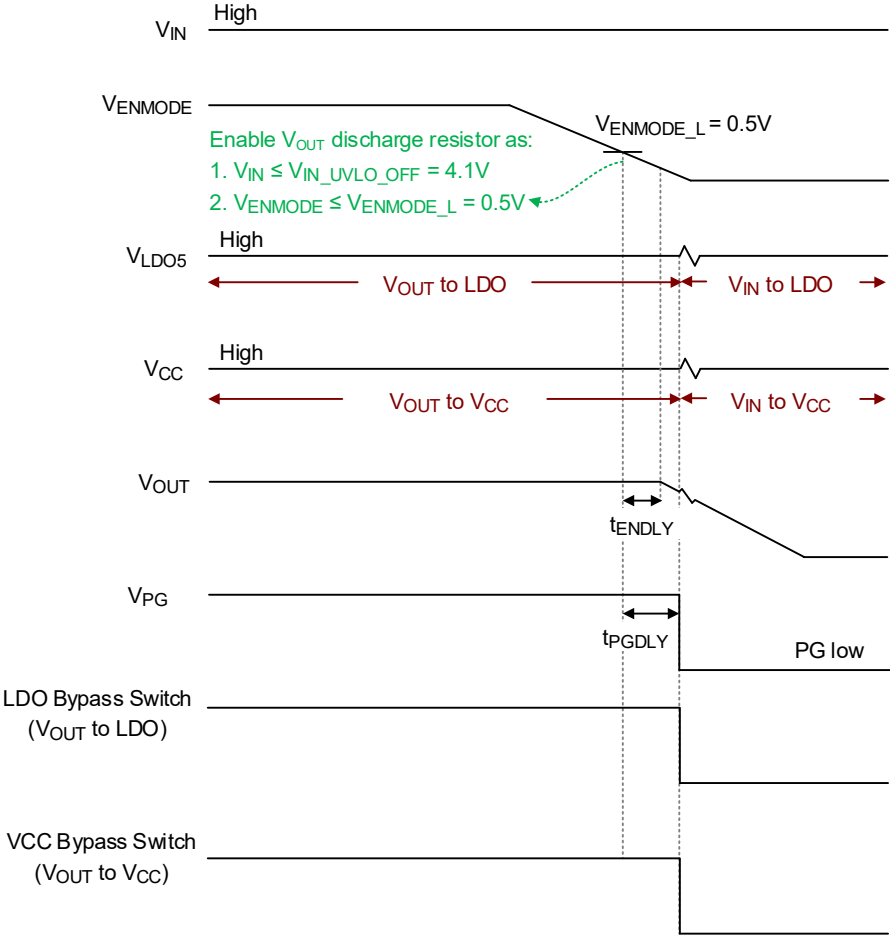 High
VIN
VENMODE
VENMODE_L = 0.5V
Enable VOUT discharge resistor as:
1. VIN ≤ VIN_UVLO_OFF = 4.1V
2. VENMODE ≤ VENMODE_L = 0.5V
High
VLDO5
VOUT to LDO
VIN to LDO
High
VCC
VOUT to VCC
VIN to VCC
VOUT
tENDLY
VPG
tPGDLY
PG low
LDO Bypass Switch
(VOUT to LDO)
VCC Bypass Switch
(VOUT to VCC)